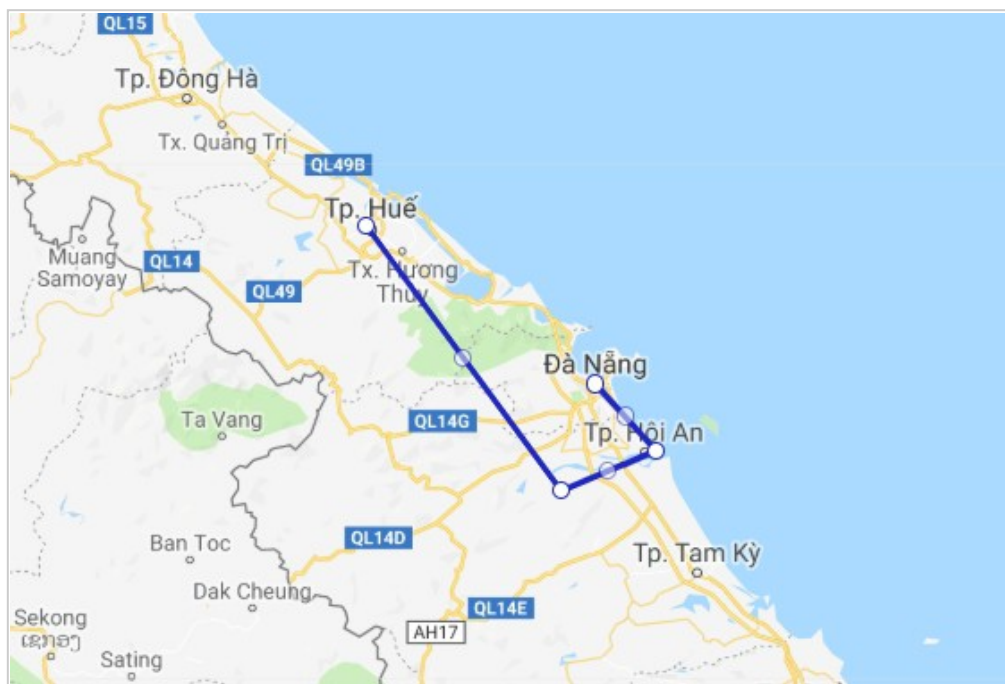 QL15
Tp. Đông Hà
Tx. Quảng Trị
QL49B
Tp. Huế
Muang
Samoyay
QL14
Tx. Hương
Thủy
QL49
Đà Nẵng
Ta Vang
QL14G
Tp. Hội An
QL14D
Ban Toc
Tp. Tam Kỳ
Dak Cheung
QL14E
Sekong
ເຊກອງ
AH17
Sating